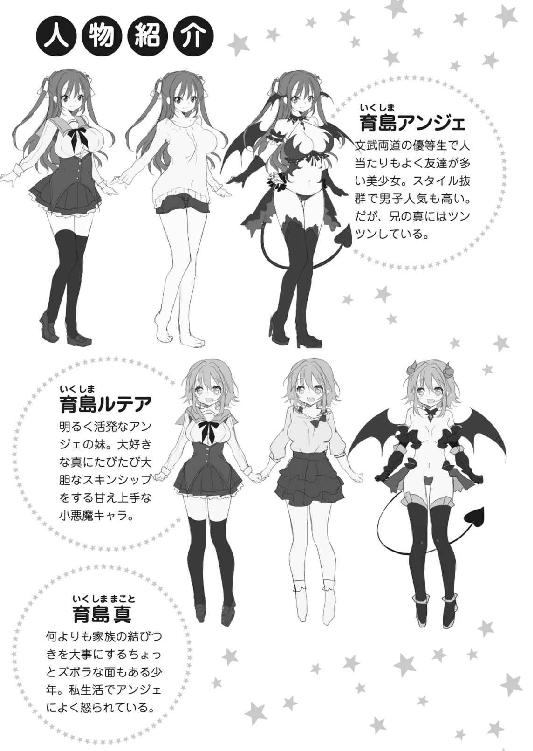 人物紹介
いくしま
育島アンジェ
文武両道の優等生で人
当たりもよく友達が多
い美少女。スタイル抜
群で男子人気も高い。
だが、兄の真にはツン
ツンしている。
いくしま
育島ルテア
明るく活発なアン
ジェの妹。大好き
な真にたびたび大
胆なスキンシップ
をする甘え上手な
小悪魔キャラ。
いくしままこと
育島 真
何よりも家族の結びつ
きを大事にするちょっ
とズボラな面もある少
年。私生活でアンジェ
によく怒られている。